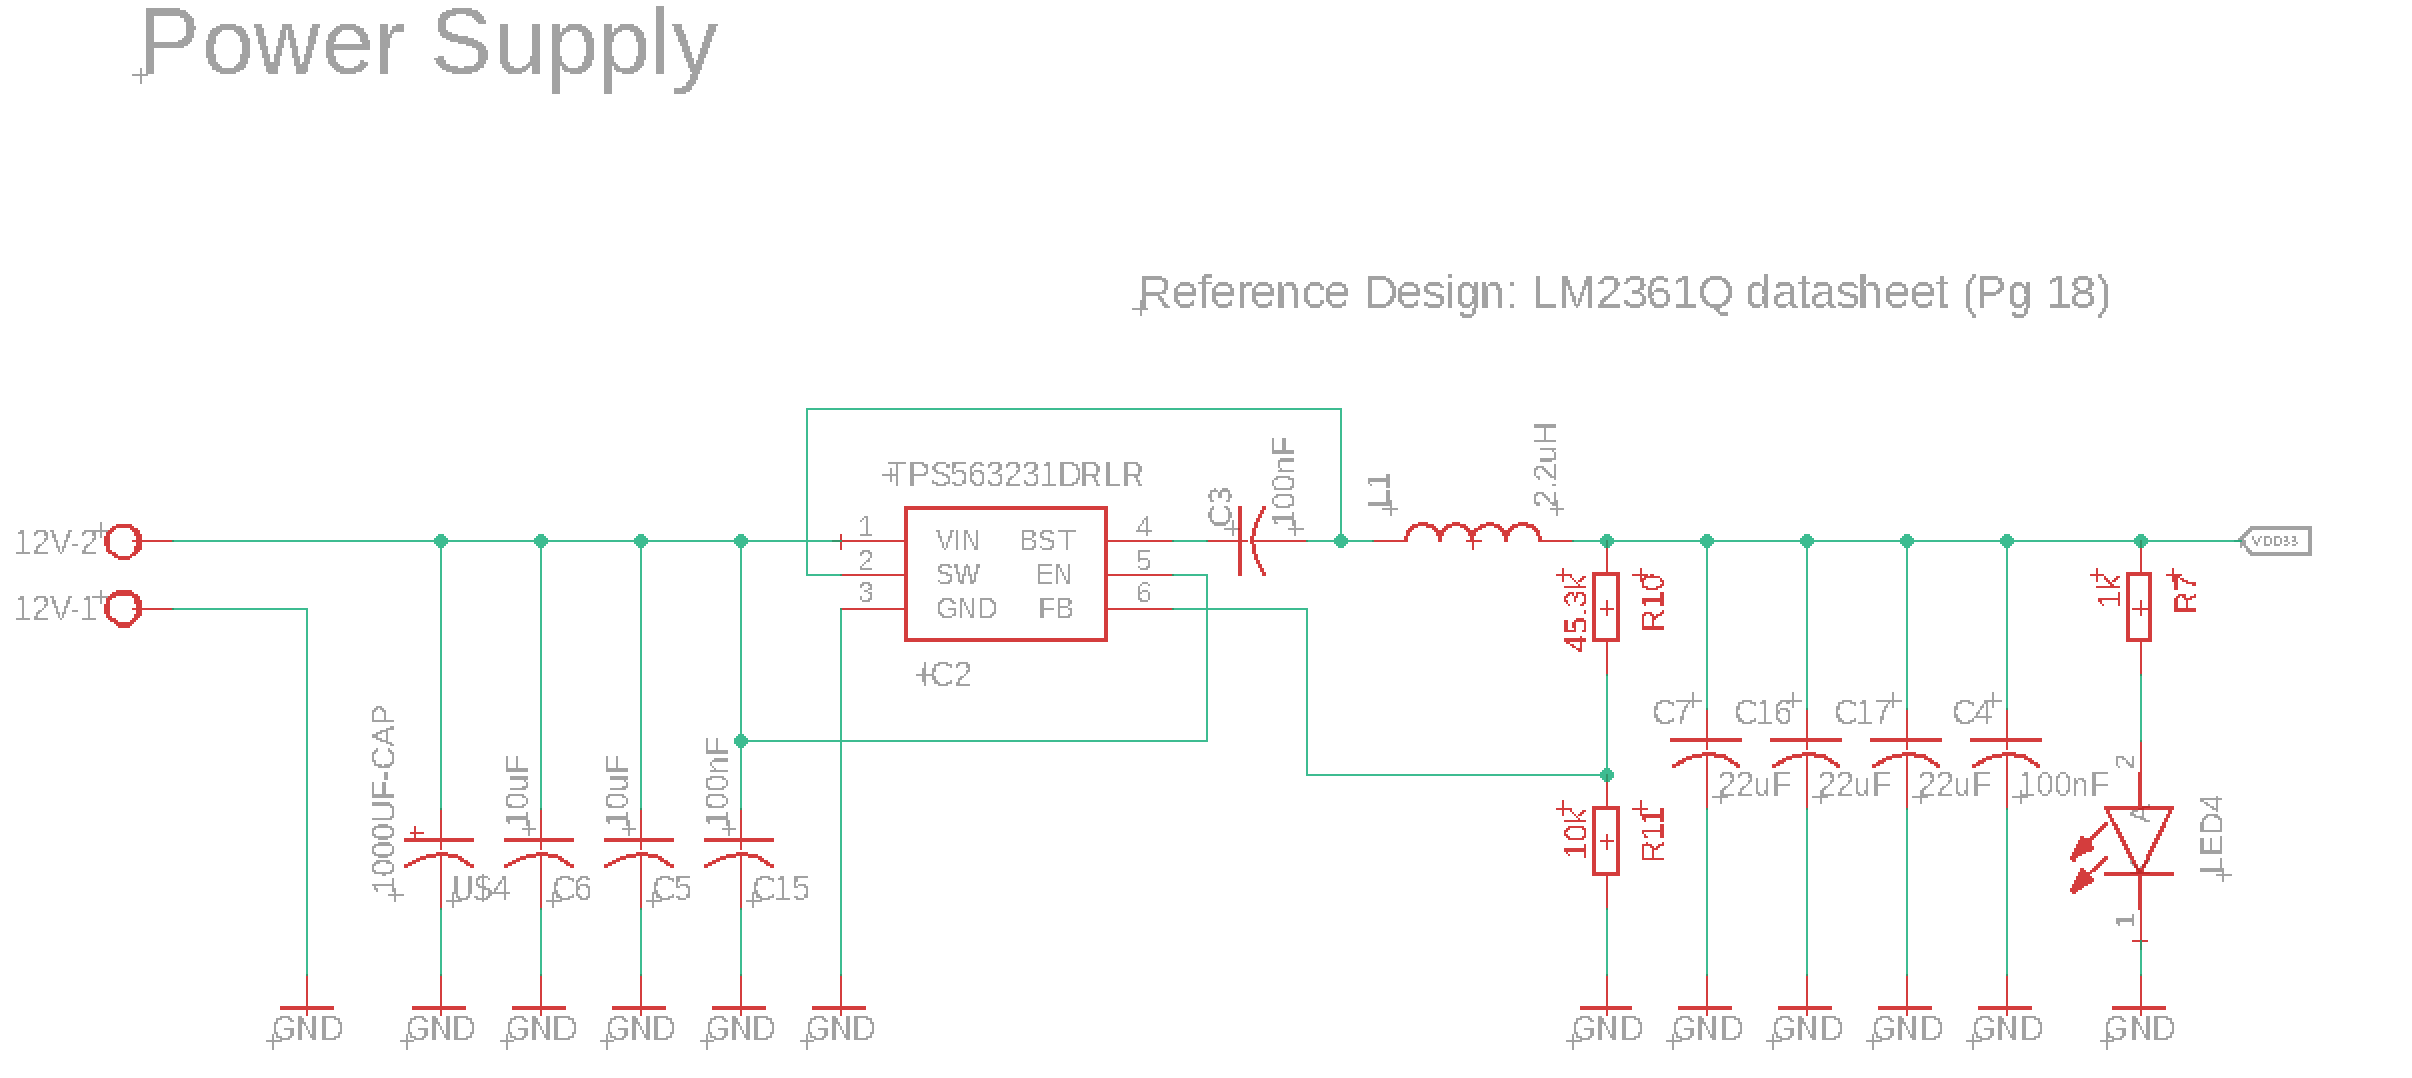 Power Supply
Reference Design: LM2361Q datasheet (Pg 18)
TPS563231DRLR
C3
100nF
L1
2.2uH
12V-2
12V-1
1 VIN BST 4
2 SW EN 5
3 GND FB 6
C2
VDD33
45.3k
R10
1k
R7
1000UF-CAP
U$4
10uF
C6
10uF
C5
100nF
C15
10k
R11
C7
22uF
C16
22uF
C17
22uF
C4
100nF
2
A
LED4
1
GND
GND
GND
GND
GND
GND
GND
GND
GND
GND
GND
GND